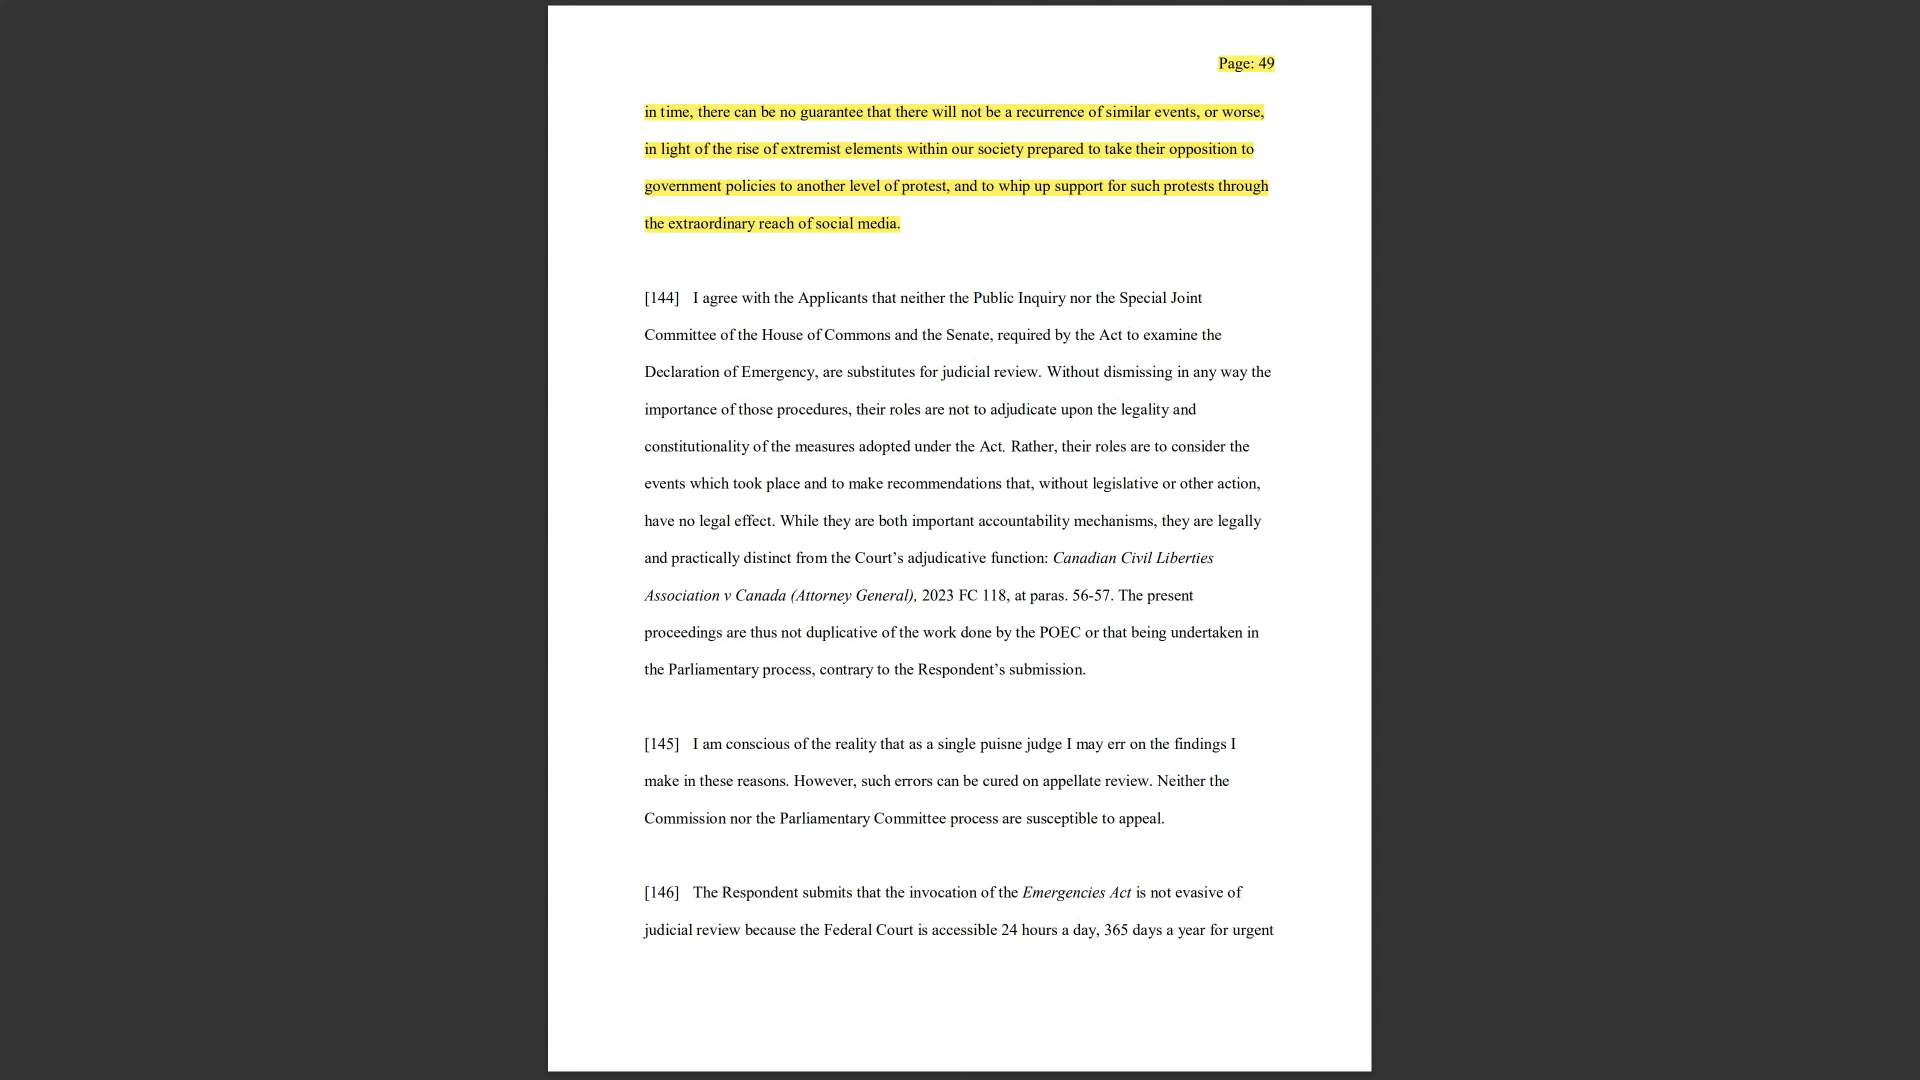 Page: 49
in time, there can be no guarantee that there will not be a recurrence of similar events, or worse,
in light of the rise of extremist elements within our society prepared to take their opposition to
government policies to another level of protest, and to whip up support for such protests through
the extraordinary reach of social media.
[144] I agree with the Applicants that neither the Public Inquiry nor the Special Joint
Committee of the House of Commons and the Senate, required by the Act to examine the
Declaration of Emergency, are substitutes for judicial review. Without dismissing in any way the
importance of those procedures, their roles are not to adjudicate upon the legality and
constitutionality of the measures adopted under the Act. Rather, their roles are to consider the
events which took place and to make recommendations that, without legislative or other action,
have no legal effect. While they are both important accountability mechanisms, they are legally
and practically distinct from the Court’s adjudicative function: Canadian Civil Liberties
Association v Canada (Attorney General), 2023 FC 118, at paras. 56-57. The present
proceedings are thus not duplicative of the work done by the POEC or that being undertaken in
the Parliamentary process, contrary to the Respondent’s submission.
[145] I am conscious of the reality that as a single puisne judge I may err on the findings I
make in these reasons. However, such errors can be cured on appellate review. Neither the
Commission nor the Parliamentary Committee process are susceptible to appeal.
[146] The Respondent submits that the invocation of the Emergencies Act is not evasive of
judicial review because the Federal Court is accessible 24 hours a day, 365 days a year for urgent